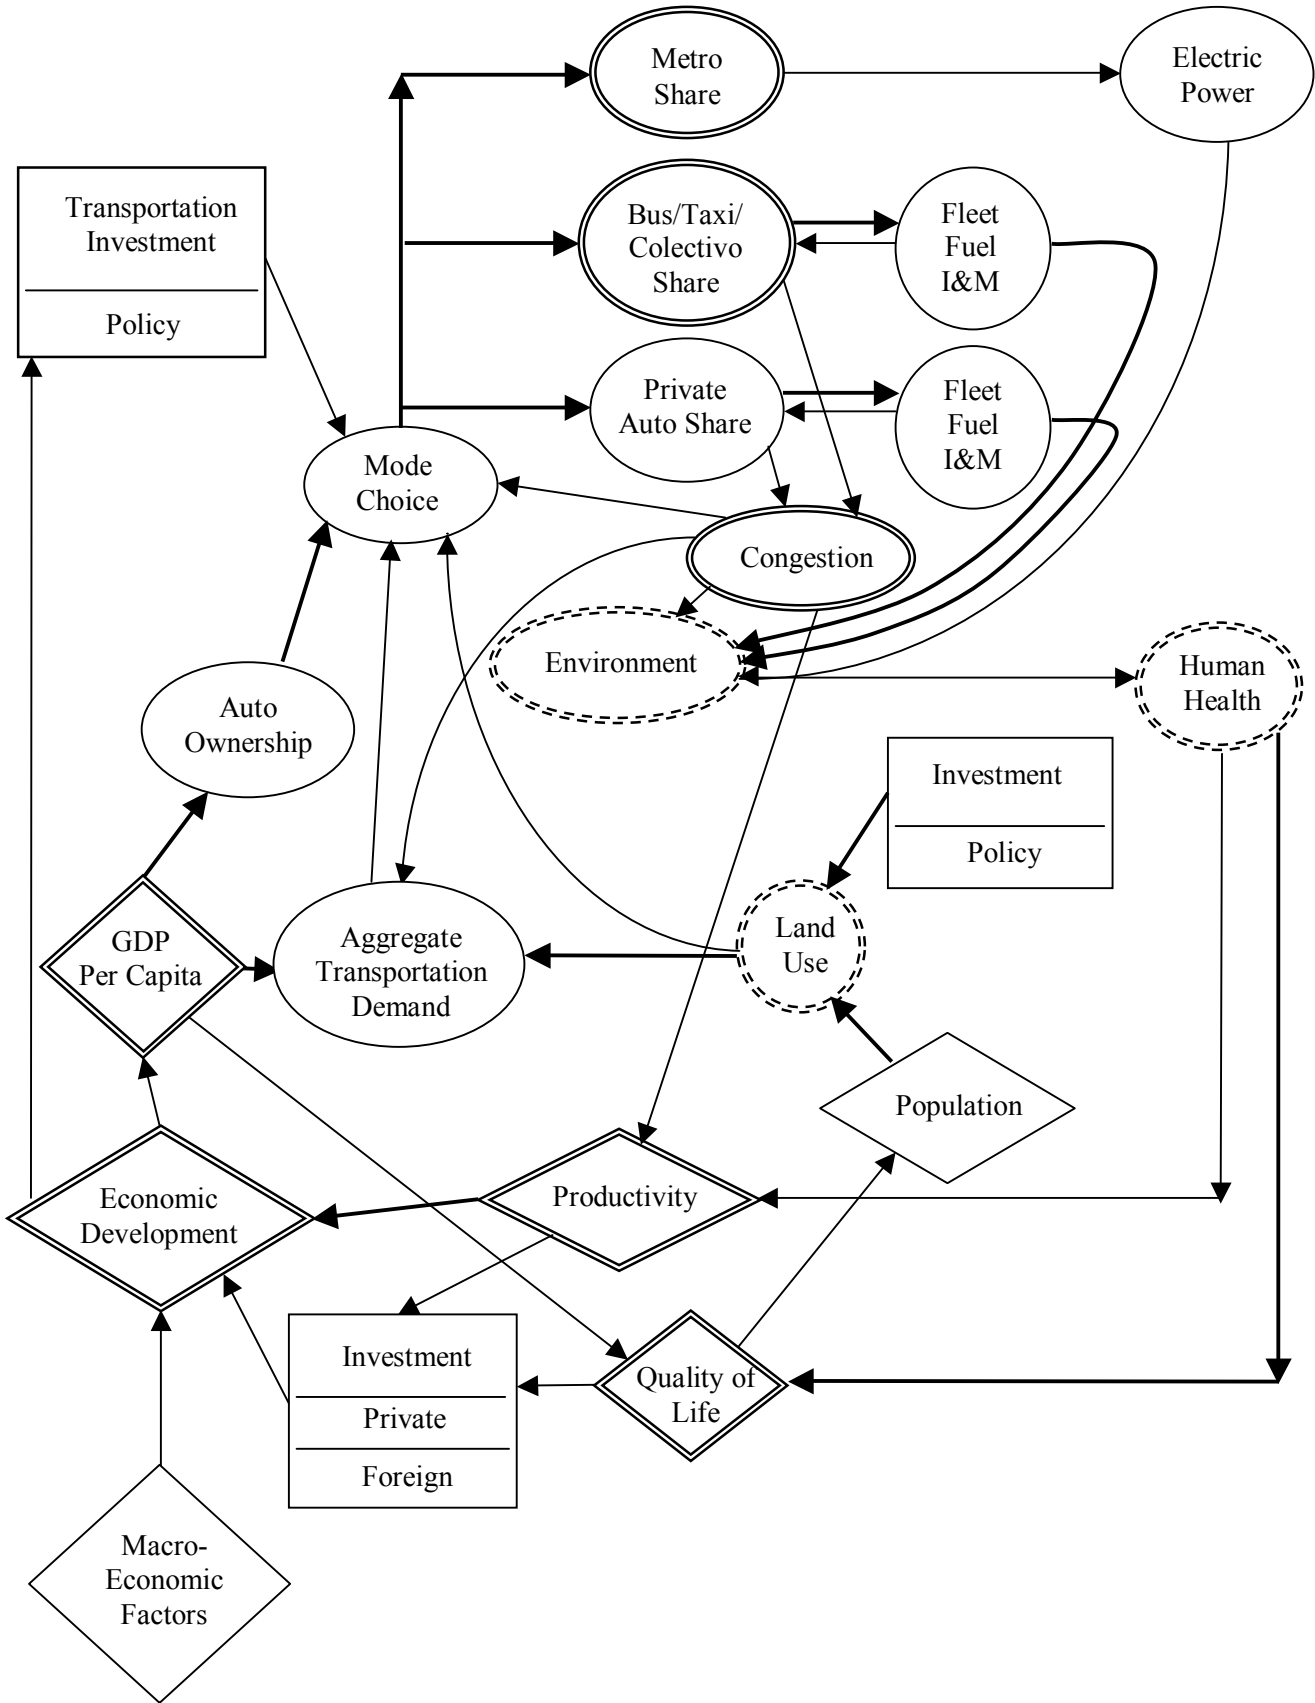 Metro
Share
Electric
Power
Transportation
Investment
Policy
Bus/Taxi/
Colectivo
Share
Fleet
Fuel
I&M
Private
Auto Share
Fleet
Fuel
I&M
Mode
Choice
Congestion
Environment
Human
Health
Auto
Ownership
Investment
Policy
GDP
Per Capita
Aggregate
Transportation
Demand
Land
Use
Population
Economic
Development
Productivity
Investment
Private
Foreign
Quality of
Life
Macro-
Economic
Factors